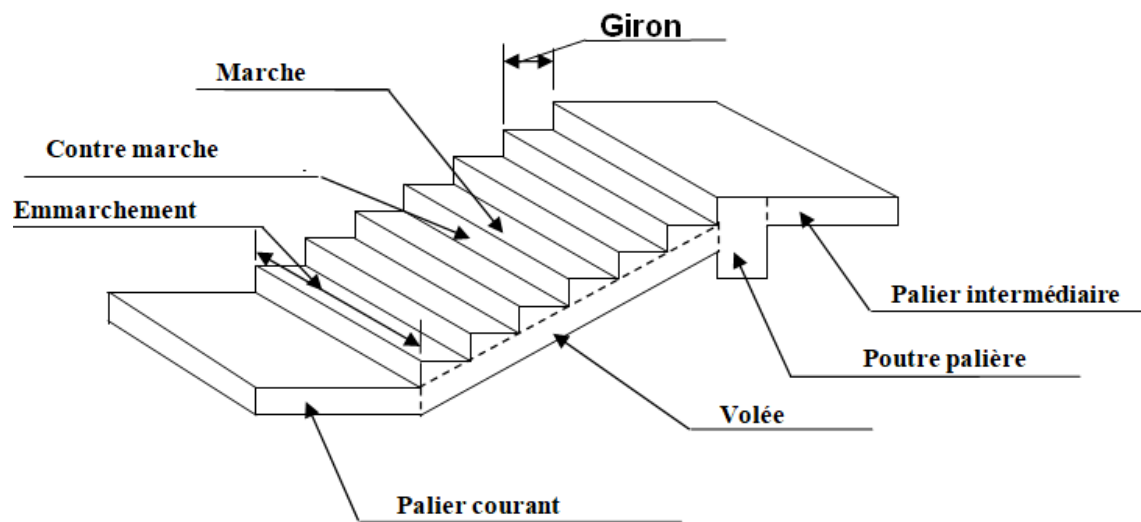 Giron
Marche
Contre marche
Emmarchement
Palier intermédiaire
Poutre palière
Volée
Palier courant